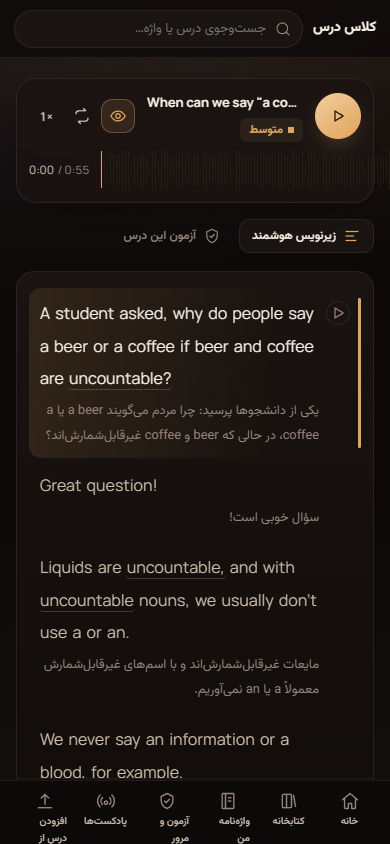 کلاس درس
جست‌وجوی درس یا واژه...
When can we say "a co...
1×
متوسط
0:00 / 0:55
زیرنویس هوشمند
آزمون این درس
A student asked, why do people say
a beer or a coffee if beer and coffee
are uncountable?
یکی از دانشجوها پرسید: چرا مردم می‌گویند a beer یا a
coffee، در حالی که beer و coffee غیرقابل‌شمارش‌اند؟
Great question!
سؤال خوبی است!
Liquids are uncountable, and with
uncountable nouns, we usually don't
use a or an.
مایعات غیرقابل‌شمارش‌اند و با اسم‌های غیرقابل‌شمارش
معمولاً a یا an نمی‌آوریم.
We never say an information or a
blood, for example.
خانه
کتابخانه
واژه‌نامه
من
آزمون و
مرور
پادکست‌ها
افزودن
درس از